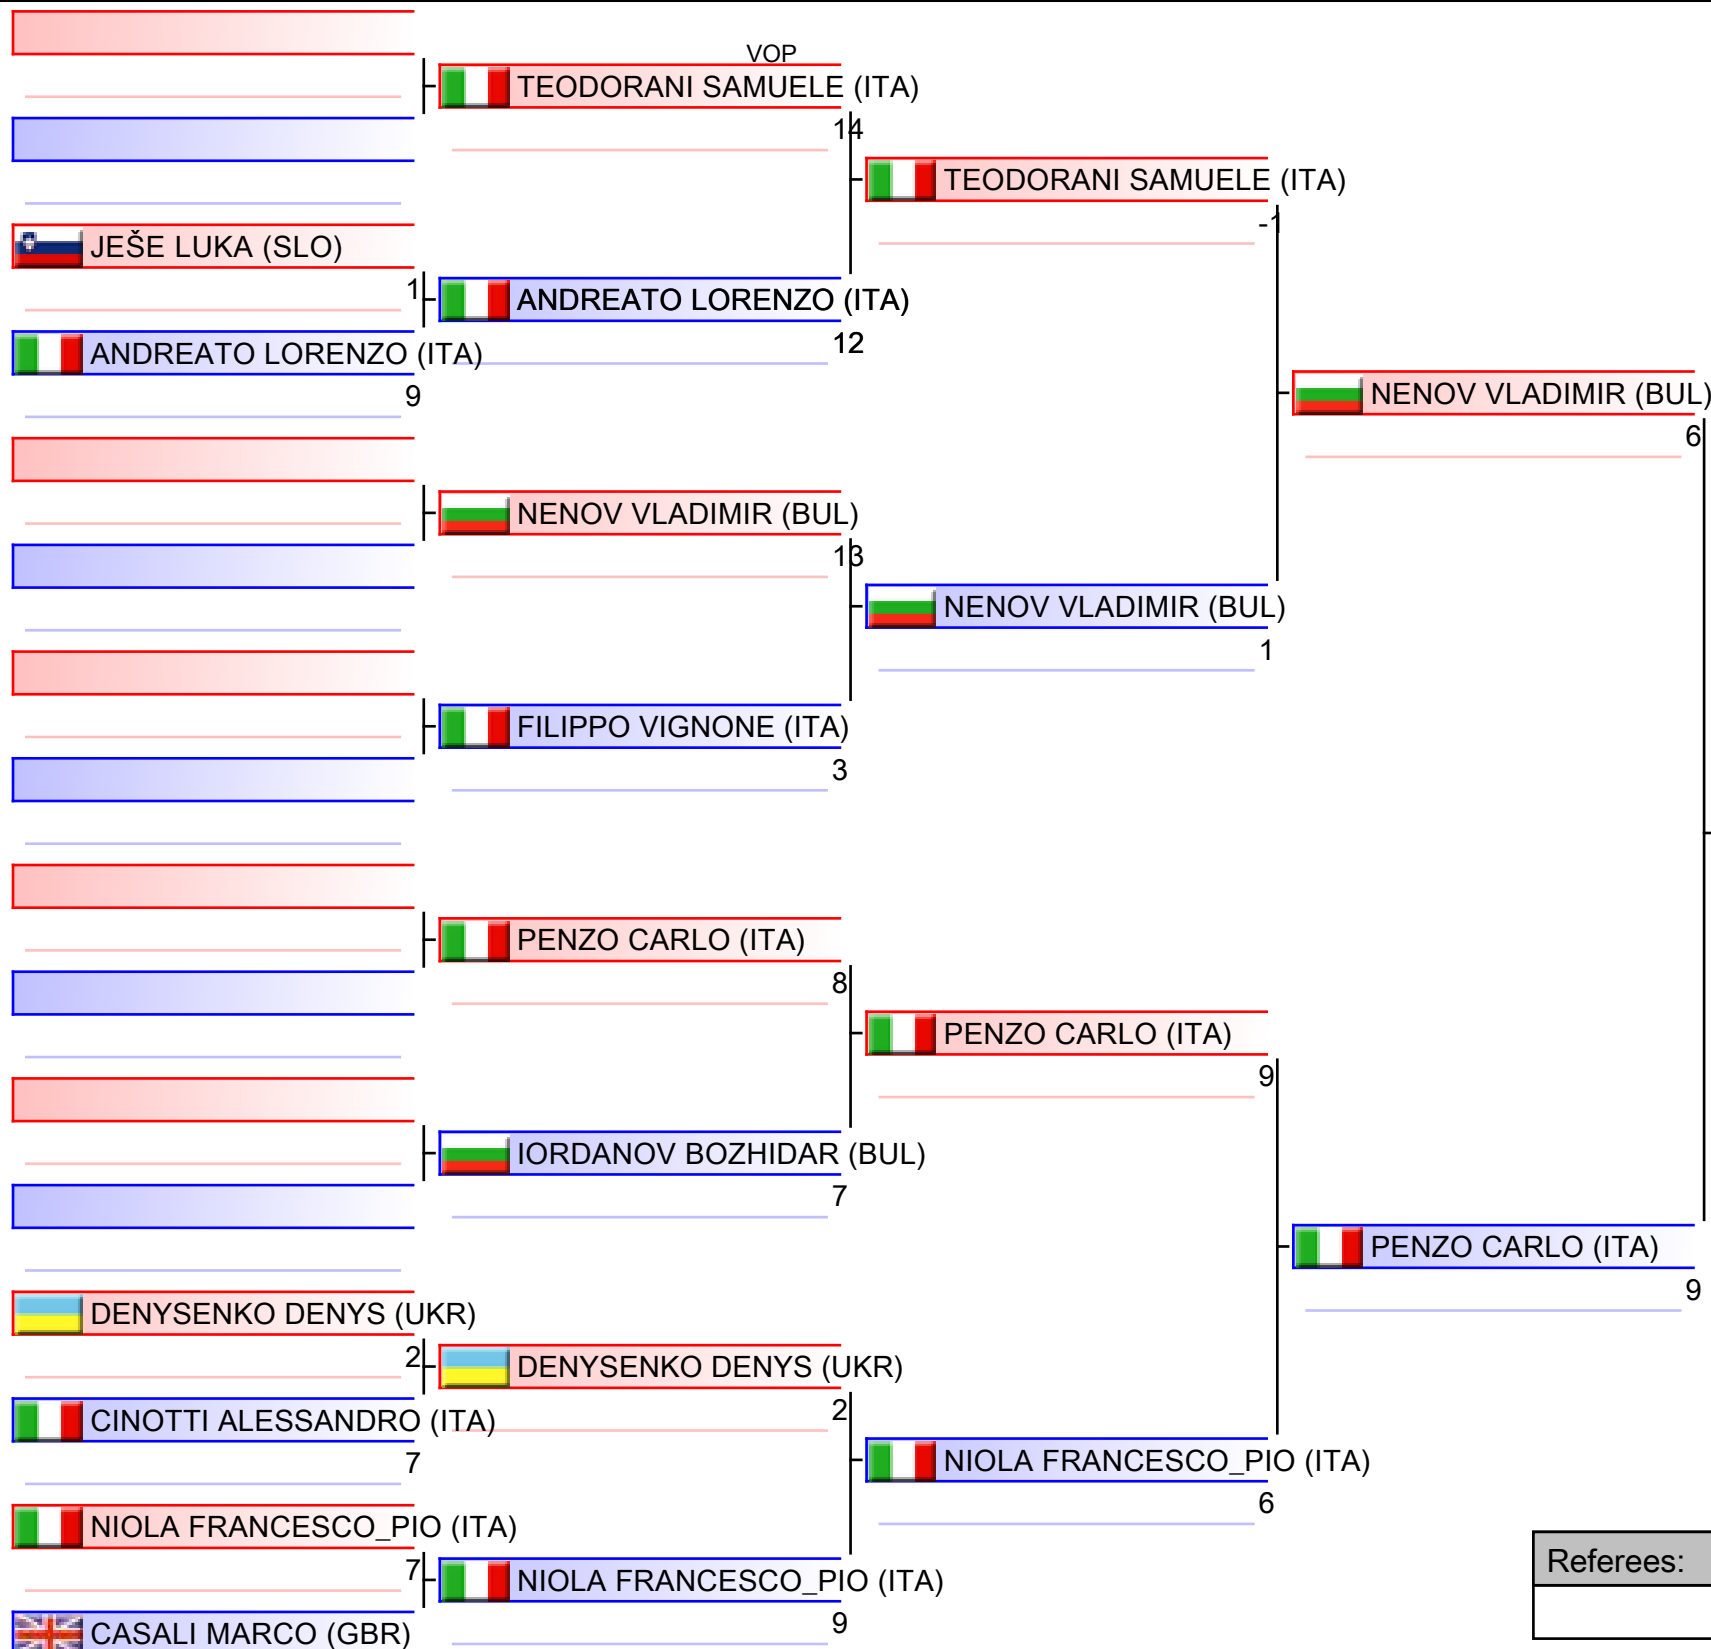 VOP
TEODORANI SAMUELE (ITA)
14
TEODORANI SAMUELE (ITA)
-1
JEŠE LUKA (SLO)
1
ANDREATO LORENZO (ITA)
12
ANDREATO LORENZO (ITA)
9
NENOV VLADIMIR (BUL)
6
NENOV VLADIMIR (BUL)
13
NENOV VLADIMIR (BUL)
1
FILIPPO VIGNONE (ITA)
3
PENZO CARLO (ITA)
8
PENZO CARLO (ITA)
9
IORDANOV BOZHIDAR (BUL)
7
PENZO CARLO (ITA)
9
DENYSENKO DENYS (UKR)
2
DENYSENKO DENYS (UKR)
2
CINOTTI ALESSANDRO (ITA)
7
NIOLA FRANCESCO_PIO (ITA)
6
NIOLA FRANCESCO_PIO (ITA)
7
NIOLA FRANCESCO_PIO (ITA)
9
CASALI MARCO (GBR)
Referees: